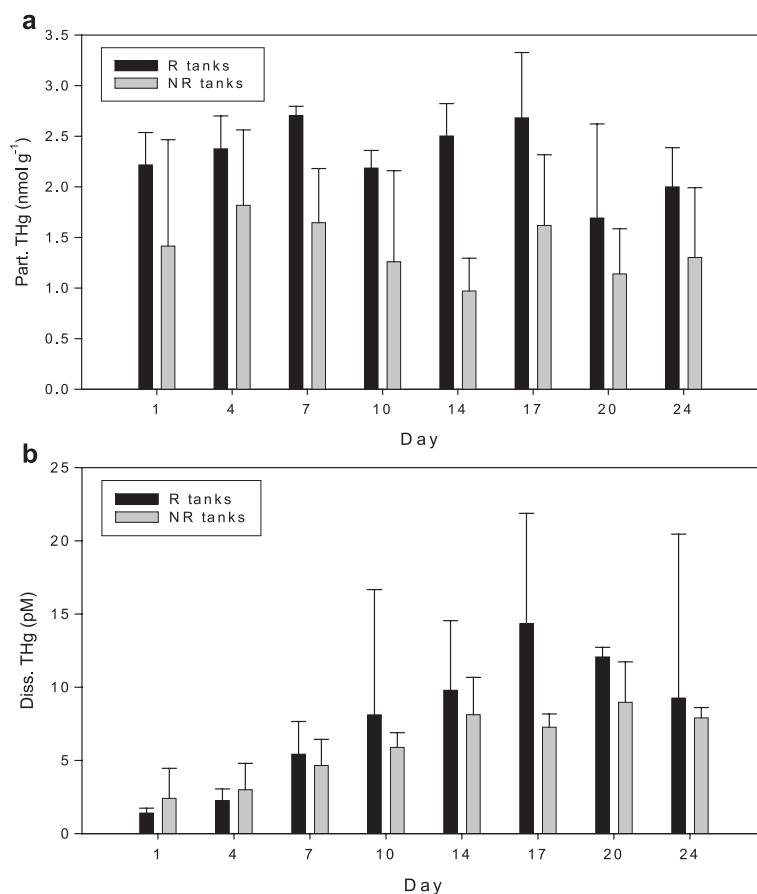 a
3.5
3.0
2.5
2.0
1.5
1.0
0.5
0.0
Part. THg (nmol g⁻¹)
R tanks
NR tanks
1 4 7 10 14 17 20 24
Day
b
25
20
15
10
5
0
Diss. THg (pM)
R tanks
NR tanks
1 4 7 10 14 17 20 24
Day